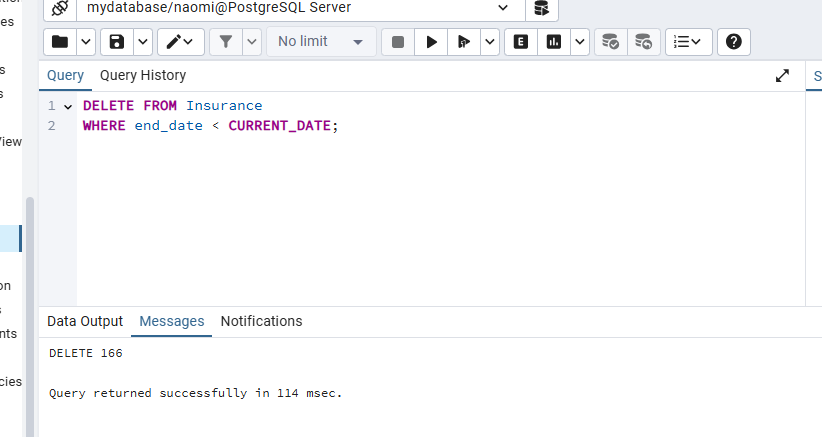 mydatabase/naomi@PostgreSQL Server
es
No limit
E
?
Query
Query History
S
s
1
DELETE FROM Insurance
s
2
WHERE end_date < CURRENT_DATE;
View
on
s
Data Output
Messages
Notifications
nts
DELETE 166
cies
Query returned successfully in 114 msec.